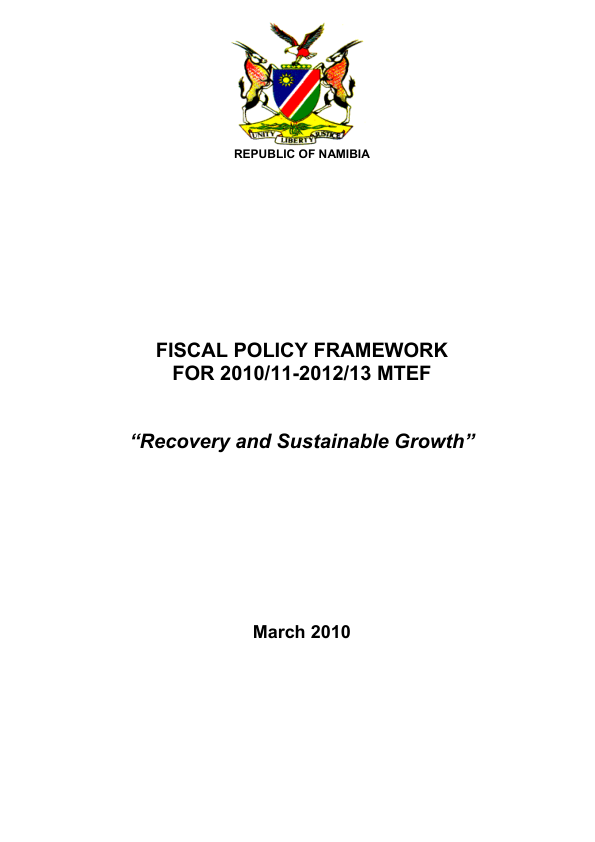 UNITY LIBERTY JUSTICE
REPUBLIC OF NAMIBIA
FISCAL POLICY FRAMEWORK
FOR 2010/11-2012/13 MTEF
“Recovery and Sustainable Growth”
March 2010